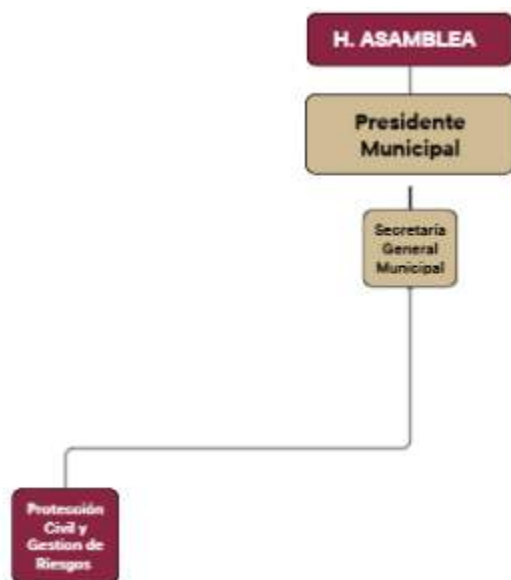 H. ASAMBLEA
Presidente
Municipal
Secretaría
General
Municipal
Protección
Civil y
Gestion de
Riesgos